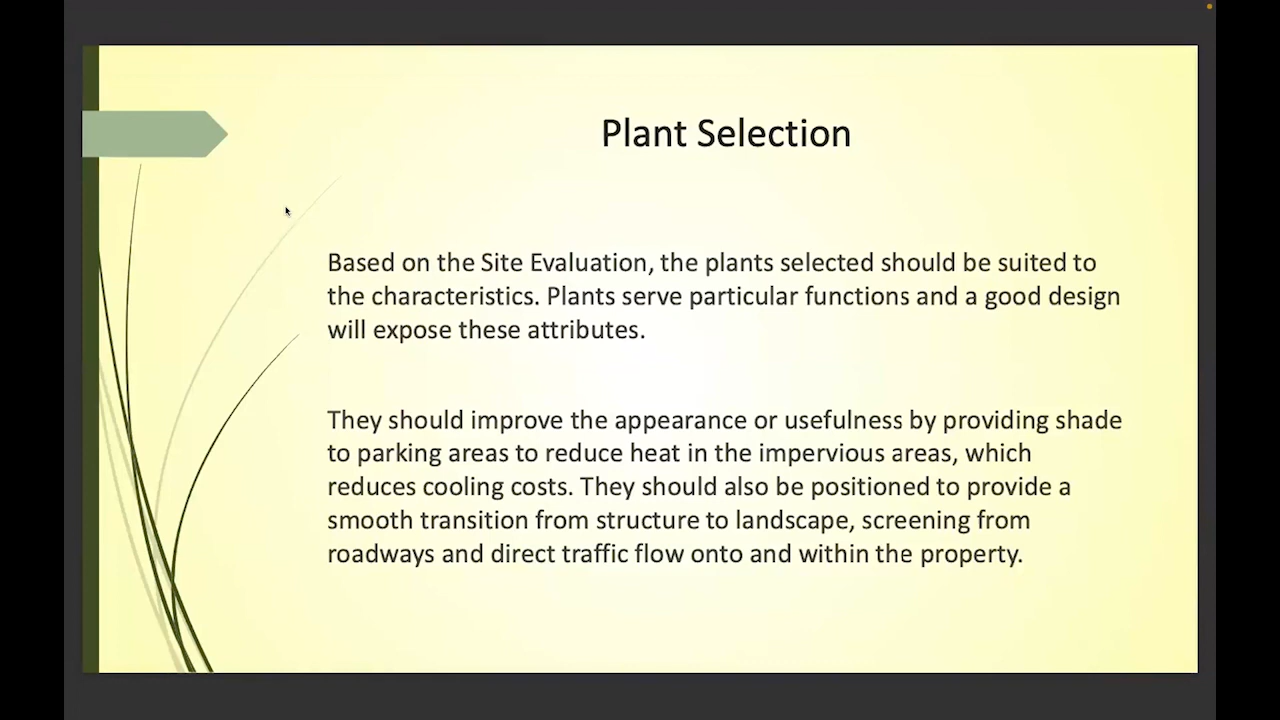 Plant Selection
Based on the Site Evaluation, the plants selected should be suited to
the characteristics. Plants serve particular functions and a good design
will expose these attributes.
They should improve the appearance or usefulness by providing shade
to parking areas to reduce heat in the impervious areas, which
reduces cooling costs. They should also be positioned to provide a
smooth transition from structure to landscape, screening from
roadways and direct traffic flow onto and within the property.